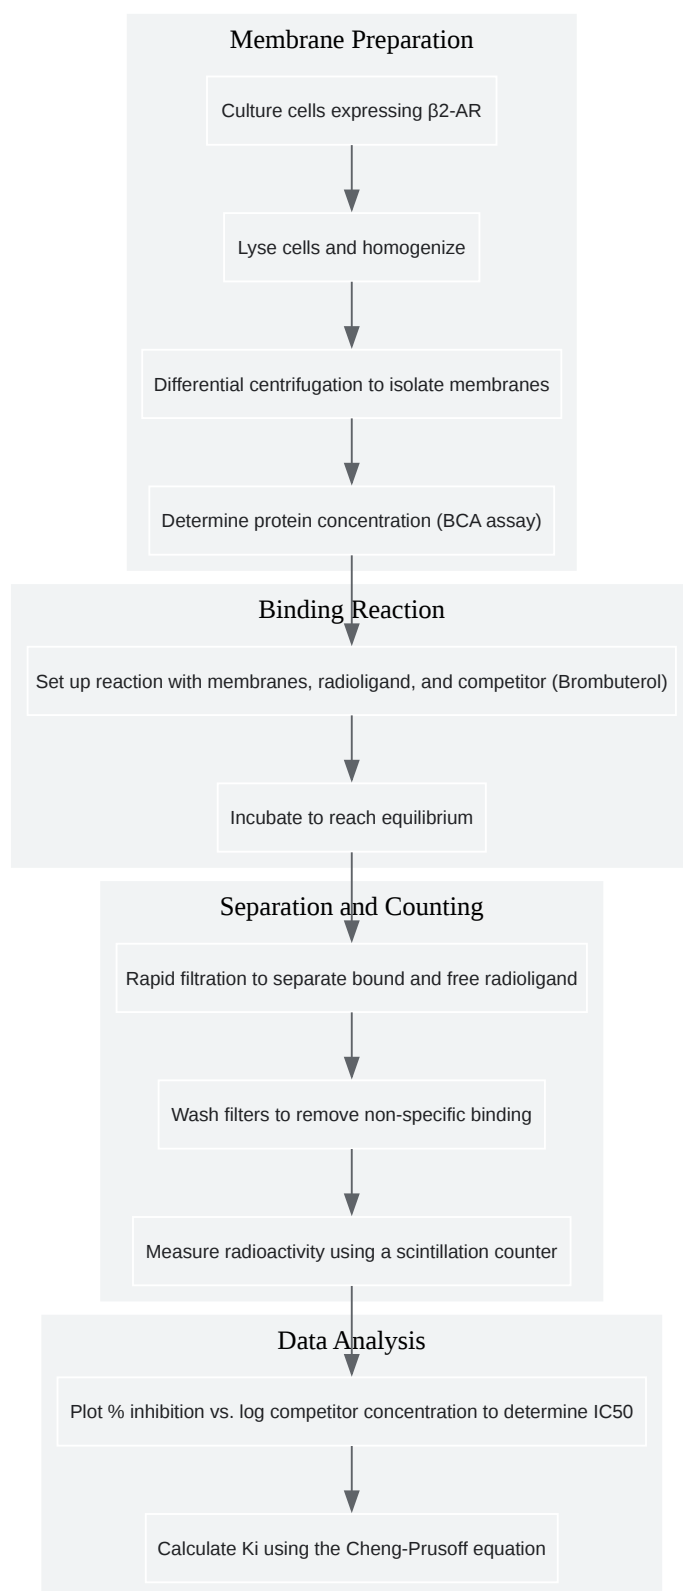 Membrane Preparation
Culture cells expressing β2-AR
Lyse cells and homogenize
Differential centrifugation to isolate membranes
Determine protein concentration (BCA assay)
Binding Reaction
Set up reaction with membranes, radioligand, and competitor (Brombuterol)
Incubate to reach equilibrium
Separation and Counting
Rapid filtration to separate bound and free radioligand
Wash filters to remove non-specific binding
Measure radioactivity using a scintillation counter
Data Analysis
Plot % inhibition vs. log competitor concentration to determine IC50
Calculate Ki using the Cheng-Prusoff equation